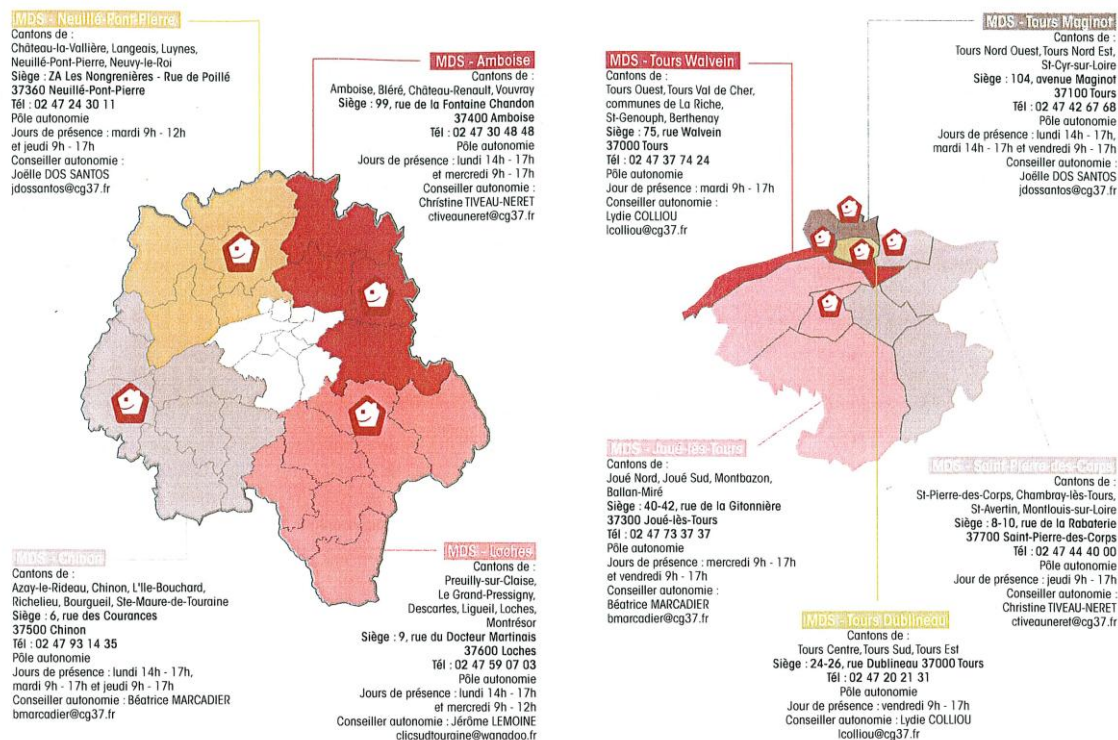 MDS - Neuillé-Pont-Pierre
Cantons de :
Château-la-Vallière, Langeais, Luynes,
Neuillé-Pont-Pierre, Neuvy-le-Roi
Siège : ZA Les Nongrenières - Rue de Poillé
37360 Neuillé-Pont-Pierre
Tél : 02 47 24 30 11
Pôle autonomie
Jours de présence : mardi 9h - 12h
et jeudi 9h - 17h
Conseiller autonomie :
Joëlle DOS SANTOS
jdossantos@cg37.fr
MDS - Amboise
Cantons de :
Amboise, Bléré, Château-Renault, Vouvray
Siège : 99, rue de la Fontaine Chandon
37400 Amboise
Tél : 02 47 30 48 48
Pôle autonomie
Jours de présence : lundi 14h - 17h
et mercredi 9h - 17h
Conseiller autonomie :
Christine TIVEAU-NERET
ctiveauneret@cg37.fr
MDS - Chinon
Cantons de :
Azay-le-Rideau, Chinon, L'Ile-Bouchard,
Richelieu, Bourgueil, Ste-Maure-de-Touraine
Siège : 6, rue des Courances
37500 Chinon
Tél : 02 47 93 14 35
Pôle autonomie
Jours de présence : lundi 14h - 17h,
mardi 9h - 17h et jeudi 9h - 17h
Conseiller autonomie : Béatrice MARCADIER
bmarcadier@cg37.fr
MDS - Loches
Cantons de :
Preuilly-sur-Claise,
Le Grand-Pressigny,
Descartes, Ligueil, Loches,
Montrésor
Siège : 9, rue du Docteur Martinais
37600 Loches
Tél : 02 47 59 07 03
Pôle autonomie
Jours de présence : lundi 14h - 17h
et mercredi 9h - 12h
Conseiller autonomie : Jérôme LEMOINE
clicsudtouraine@wanadoo.fr
MDS - Tours Walvein
Cantons de :
Tours Ouest, Tours Val de Cher,
communes de La Riche,
St-Genouph, Berthenay
Siège : 75, rue Walvein
37000 Tours
Tél : 02 47 37 74 24
Pôle autonomie
Jour de présence : mardi 9h - 17h
Conseiller autonomie :
Lydie COLLIOU
lcolliou@cg37.fr
MDS - Tours Maginot
Cantons de :
Tours Nord Ouest, Tours Nord Est,
St-Cyr-sur-Loire
Siège : 104, avenue Maginot
37100 Tours
Tél : 02 47 42 67 68
Pôle autonomie
Jours de présence : lundi 14h - 17h,
mardi 14h - 17h et vendredi 9h - 17h
Conseiller autonomie :
Joëlle DOS SANTOS
jdossantos@cg37.fr
MDS - Joué-lès-Tours
Cantons de :
Joué Nord, Joué Sud, Montbazon,
Ballan-Miré
Siège : 40-42, rue de la Gitonnière
37300 Joué-lès-Tours
Tél : 02 47 73 37 37
Pôle autonomie
Jours de présence : mercredi 9h - 17h
et vendredi 9h - 17h
Conseiller autonomie :
Béatrice MARCADIER
bmarcadier@cg37.fr
MDS - Saint-Pierre-des-Corps
Cantons de :
St-Pierre-des-Corps, Chambray-lès-Tours,
St-Avertin, Montlouis-sur-Loire
Siège : 8-10, rue de la Rabaterie
37700 Saint-Pierre-des-Corps
Tél : 02 47 44 40 00
Pôle autonomie
Jour de présence : jeudi 9h - 17h
Conseiller autonomie :
Christine TIVEAU-NERET
ctiveauneret@cg37.fr
MDS - Tours Dublineau
Cantons de :
Tours Centre, Tours Sud, Tours Est
Siège : 24-26, rue Dublineau 37000 Tours
Tél : 02 47 20 21 31
Pôle autonomie
Jour de présence : vendredi 9h - 17h
Conseiller autonomie : Lydie COLLIOU
lcolliou@cg37.fr